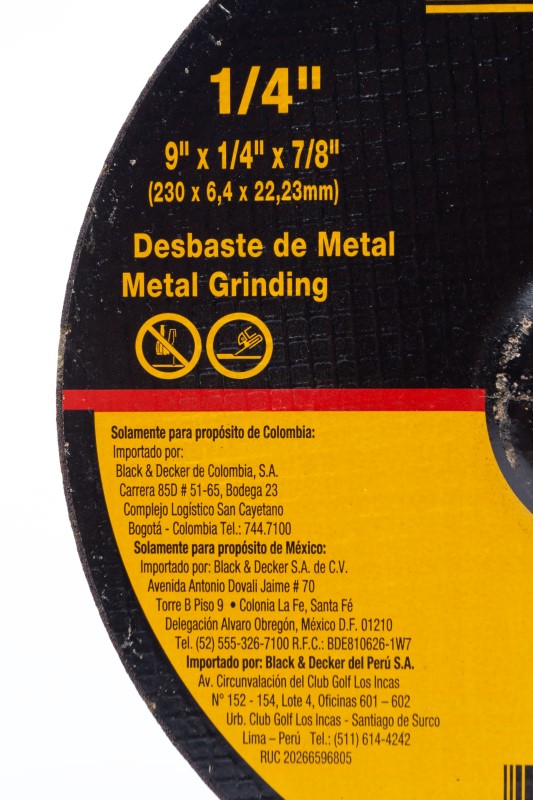 1/4"
9" x 1/4" x 7/8"
(230 x 6,4 x 22,23mm)
Desbaste de Metal
Metal Grinding
Solamente para propósito de Colombia:
Importado por:
Black & Decker de Colombia, S.A.
Carrera 85D # 51-65, Bodega 23
Complejo Logístico San Cayetano
Bogotá - Colombia Tel.: 744.7100
Solamente para propósito de México:
Importado por: Black & Decker S.A. de C.V.
Avenida Antonio Dovali Jaime # 70
Torre B Piso 9 • Colonia La Fe, Santa Fé
Delegación Alvaro Obregón, México D.F. 01210
Tel. (52) 555-326-7100 R.F.C.: BDE810626-1W7
Importado por: Black & Decker del Perú S.A.
Av. Circunvalación del Club Golf Los Incas
N° 152 - 154, Lote 4, Oficinas 601 – 602
Urb. Club Golf Los Incas - Santiago de Surco
Lima – Perú Tel.: (511) 614-4242
RUC 20266596805